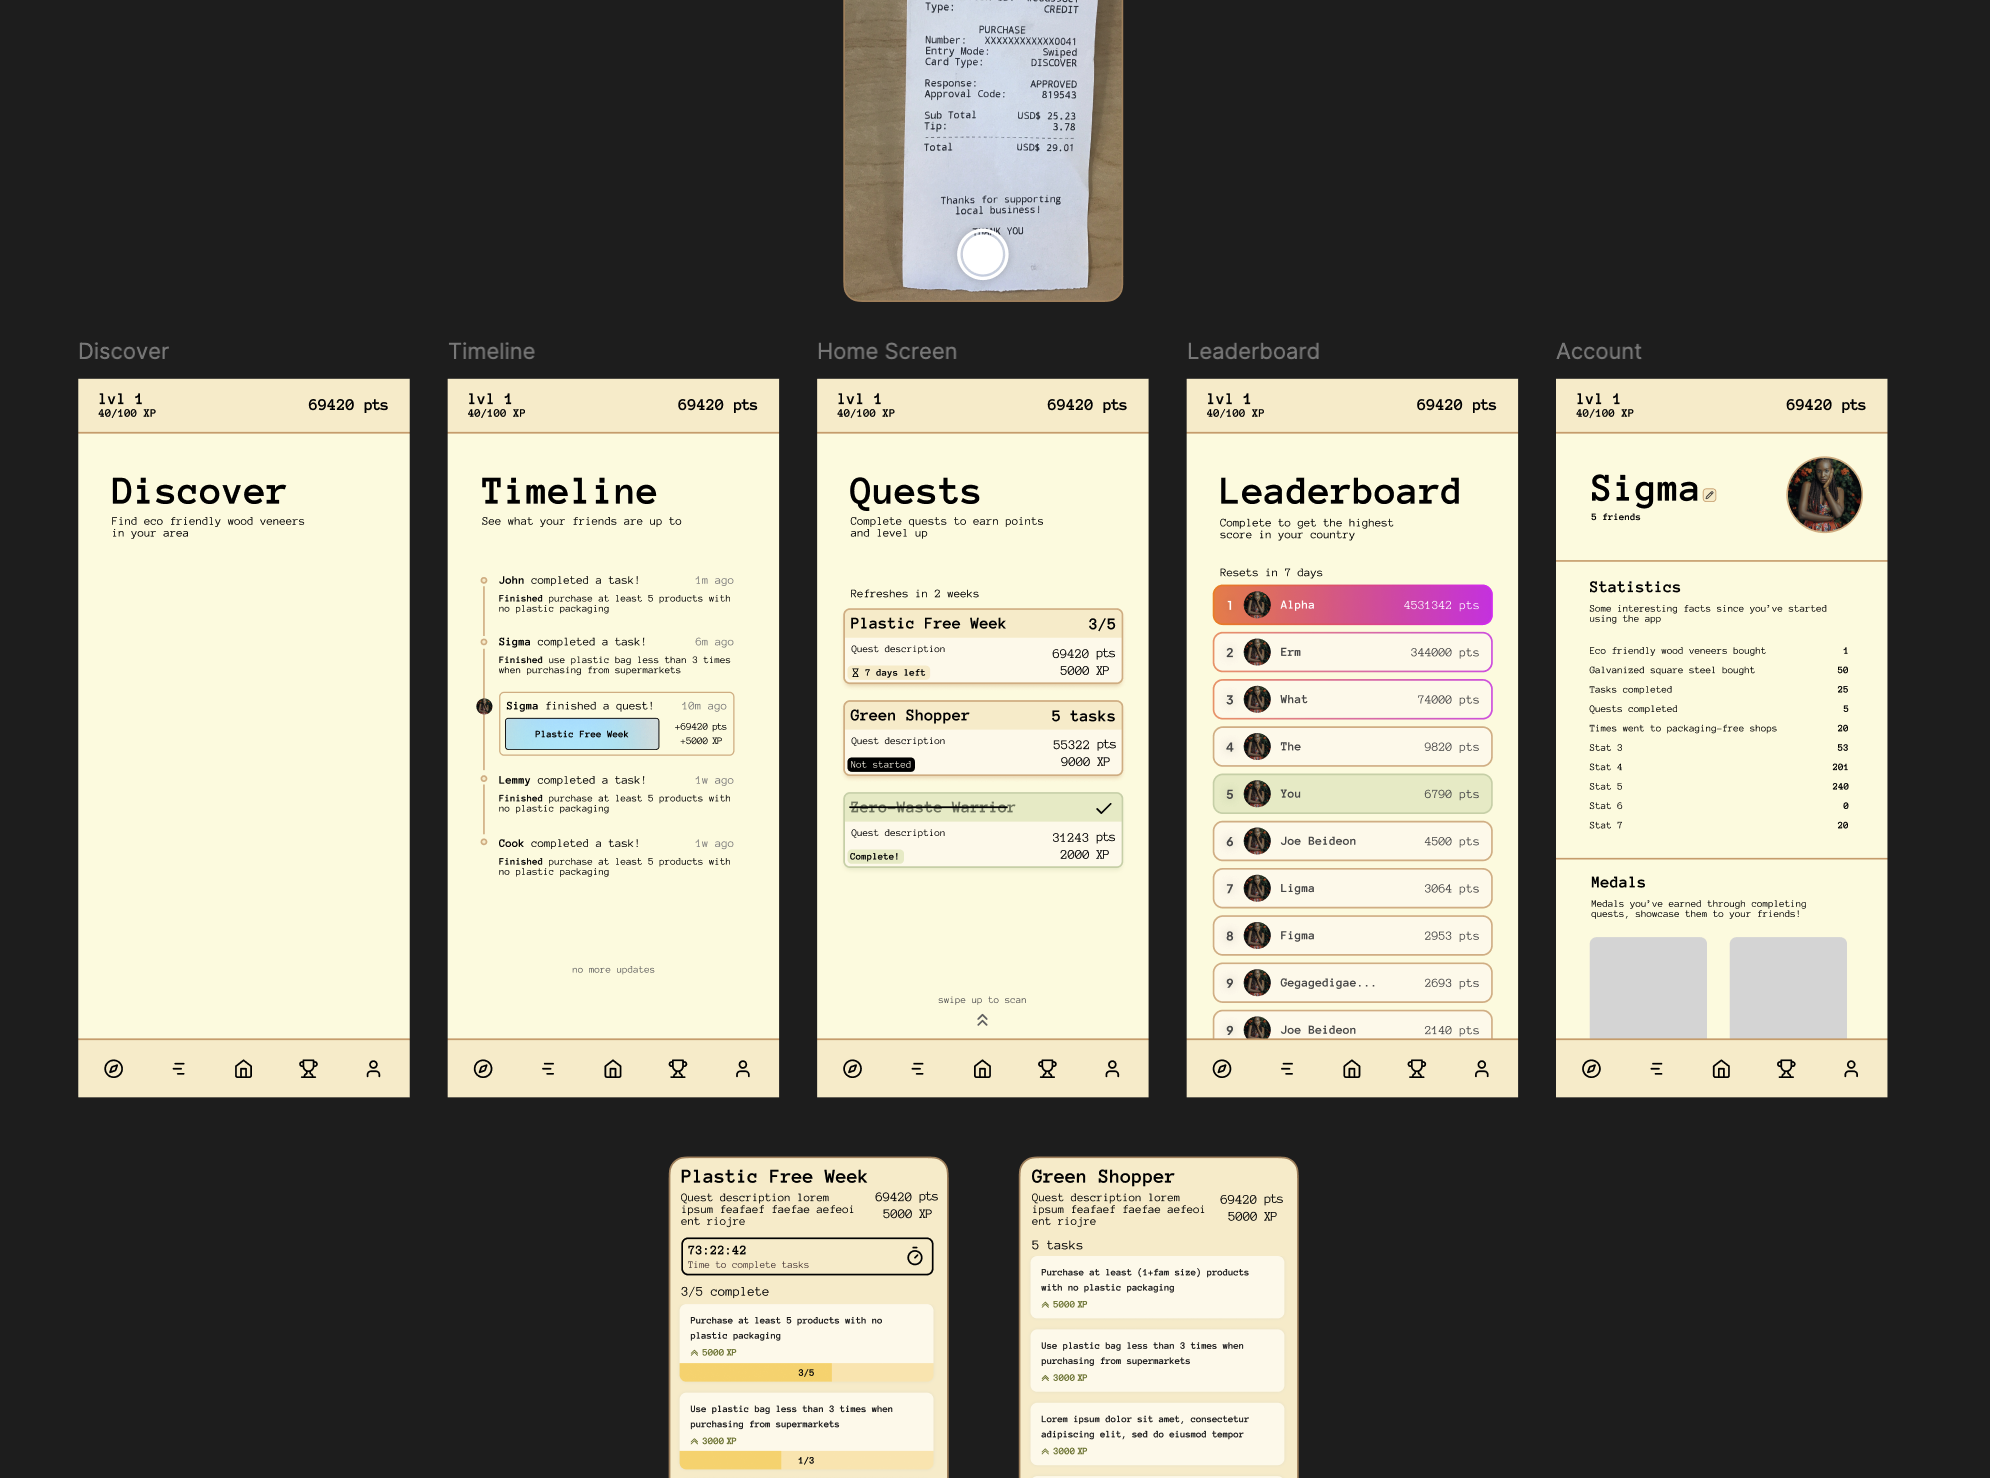 Type: CREDIT
PURCHASE
Number: XXXXXXXXXXXX0041
Entry Mode: Swiped
Card Type: DISCOVER
Response: APPROVED
Approval Code: 819543
Sub Total USD$ 25.23
Tip: 3.78
Total USD$ 29.01
Thanks for supporting
local business!
THANK YOU
Discover
lvl 1
40/100 XP
69420 pts
Discover
Find eco friendly wood veneers
in your area
Timeline
lvl 1
40/100 XP
69420 pts
Timeline
See what your friends are up to
John completed a task! 1m ago
Finished purchase at least 5 products with
no plastic packaging
Sigma completed a task! 6m ago
Finished use plastic bag less than 3 times
when purchasing from supermarkets
Sigma finished a quest! 10m ago
Plastic Free Week
+69420 pts
+5000 XP
Lemmy completed a task! 1w ago
Finished purchase at least 5 products with
no plastic packaging
Cook completed a task! 1w ago
Finished purchase at least 5 products with
no plastic packaging
no more updates
Home Screen
lvl 1
40/100 XP
69420 pts
Quests
Complete quests to earn points
and level up
Refreshes in 2 weeks
Plastic Free Week 3/5
Quest description
69420 pts
5000 XP
7 days left
Green Shopper 5 tasks
Quest description
55322 pts
9000 XP
Not started
Zero-Waste Warrior
Quest description
31243 pts
2000 XP
Complete!
swipe up to scan
Leaderboard
lvl 1
40/100 XP
69420 pts
Leaderboard
Complete to get the highest
score in your country
Resets in 7 days
1 Alpha 4531342 pts
2 Erm 344000 pts
3 What 74000 pts
4 The 9820 pts
5 You 6790 pts
6 Joe Beideon 4500 pts
7 Ligma 3064 pts
8 Figma 2953 pts
9 Gegagedigae... 2693 pts
9 Joe Beideon 2140 pts
Account
lvl 1
40/100 XP
69420 pts
Sigma
5 friends
Statistics
Some interesting facts since you've started
using the app
Eco friendly wood veneers bought 1
Galvanized square steel bought 50
Tasks completed 25
Quests completed 5
Times went to packaging-free shops 20
Stat 3 53
Stat 4 201
Stat 5 240
Stat 6 0
Stat 7 20
Medals
Medals you've earned through completing
quests, showcase them to your friends!
Plastic Free Week
Quest description lorem
ipsum feafaef faefae aefeoi
ent riojre
69420 pts
5000 XP
73:22:42
Time to complete tasks
3/5 complete
Purchase at least 5 products with no
plastic packaging
5000 XP
3/5
Use plastic bag less than 3 times when
purchasing from supermarkets
3000 XP
1/3
Green Shopper
Quest description lorem
ipsum feafaef faefae aefeoi
ent riojre
69420 pts
5000 XP
5 tasks
Purchase at least (1+fam size) products
with no plastic packaging
5000 XP
Use plastic bag less than 3 times when
purchasing from supermarkets
3000 XP
Lorem ipsum dolor sit amet, consectetur
adipiscing elit, sed do eiusmod tempor
3000 XP